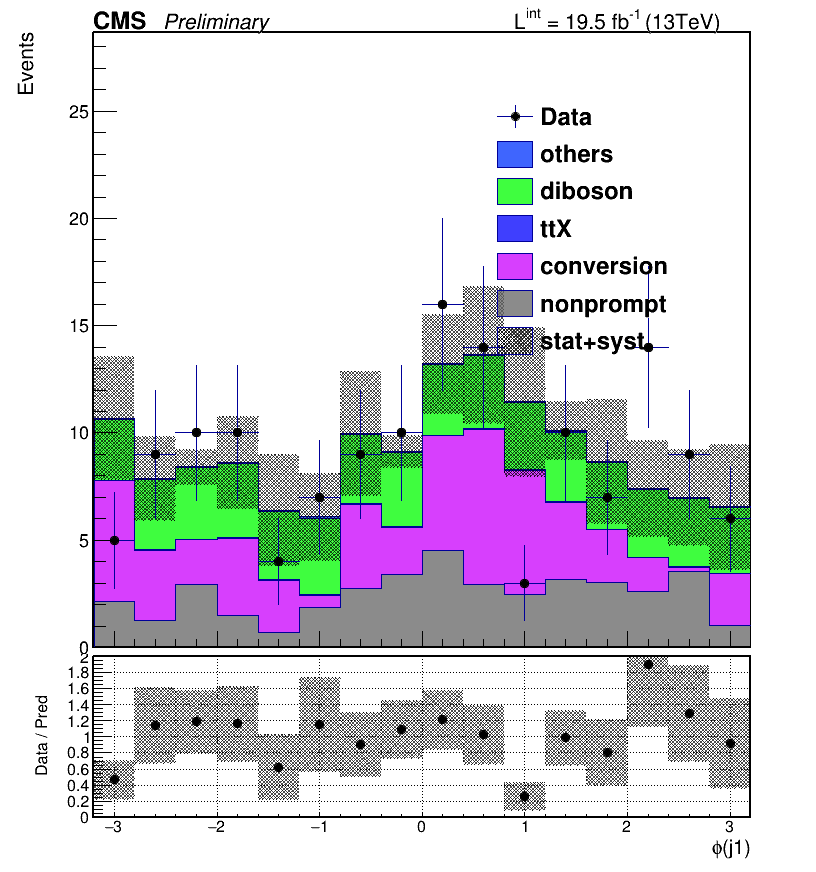 CMS Preliminary L^int = 19.5 fb^-1 (13TeV)
Events
25
20
15
10
5
0
Data
others
diboson
ttX
conversion
nonprompt
stat+syst
Data / Pred
2
1.8
1.6
1.4
1.2
1
0.8
0.6
0.4
0.2
0
−3 −2 −1 0 1 2 3
ϕ(j1)